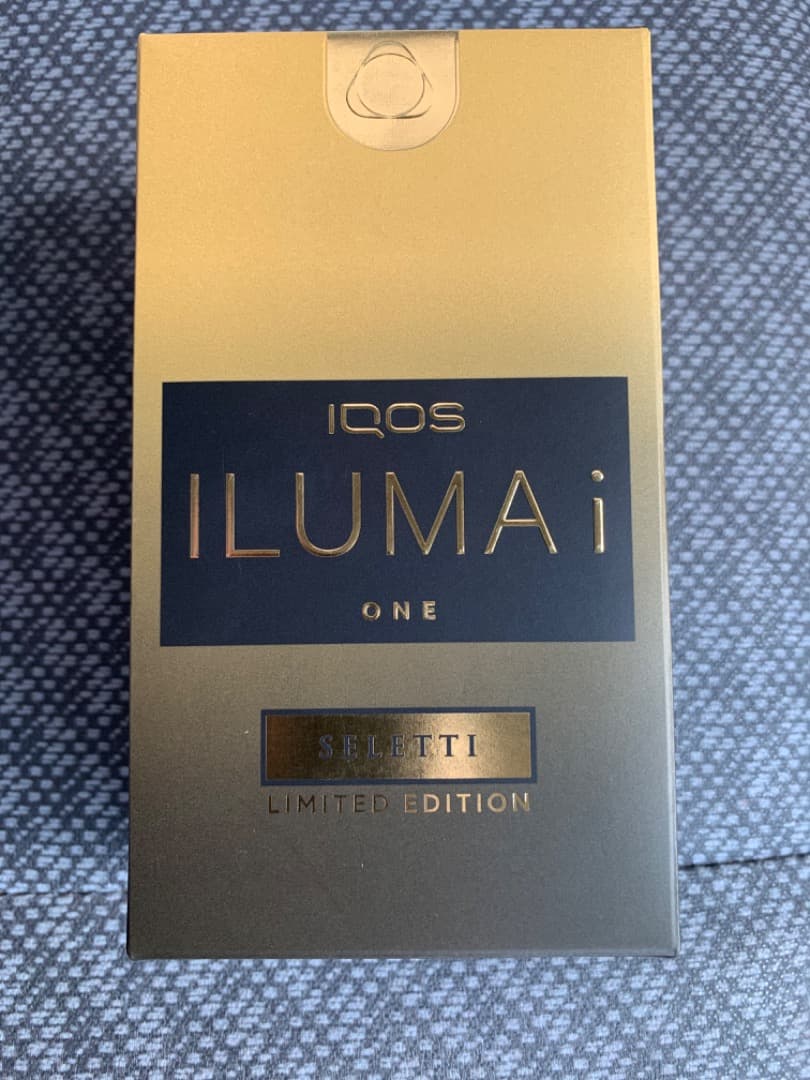 IQOS
ILUMA i
ONE
SELETTI
LIMITED EDITION